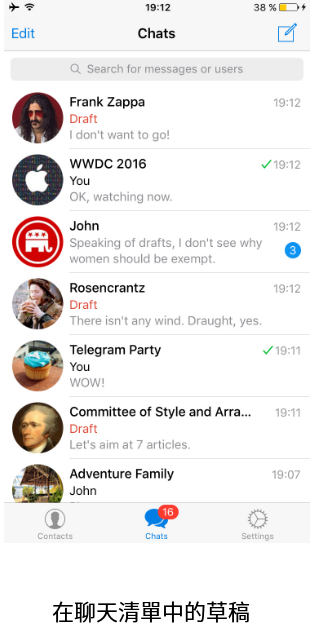 19:12
38 %
Edit
Chats
Search for messages or users
Frank Zappa
19:12
Draft
I don't want to go!
WWDC 2016
19:12
You
OK, watching now.
John
19:12
Speaking of drafts, I don't see why
women should be exempt.
3
Rosencrantz
19:12
Draft
There isn't any wind. Draught, yes.
Telegram Party
19:11
You
WOW!
Committee of Style and Arra...
19:11
Draft
Let's aim at 7 articles.
Adventure Family
19:07
John
16
Contacts
Chats
Settings
在聊天清單中的草稿